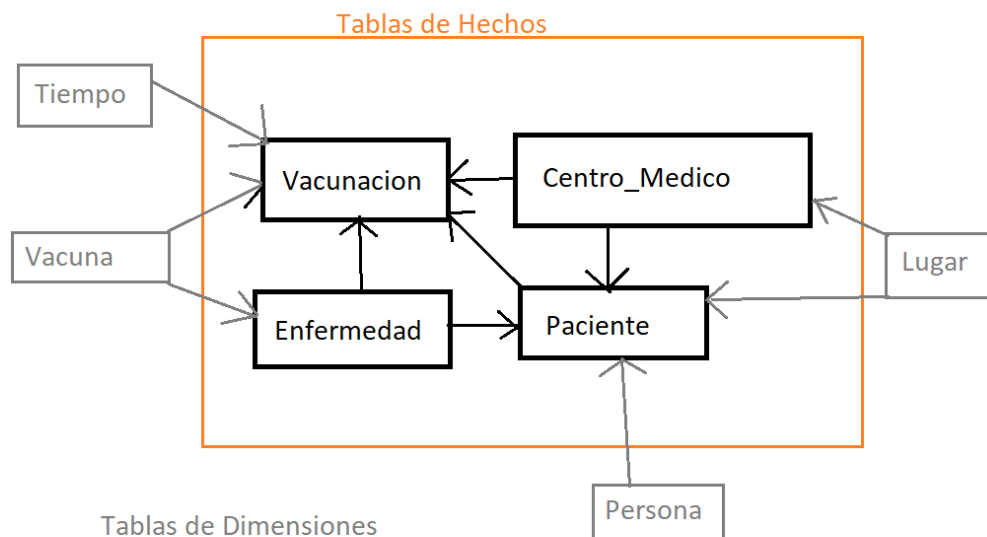 Tablas de Hechos
Tiempo
Vacunacion
Centro_Medico
Vacuna
Lugar
Enfermedad
Paciente
Persona
Tablas de Dimensiones